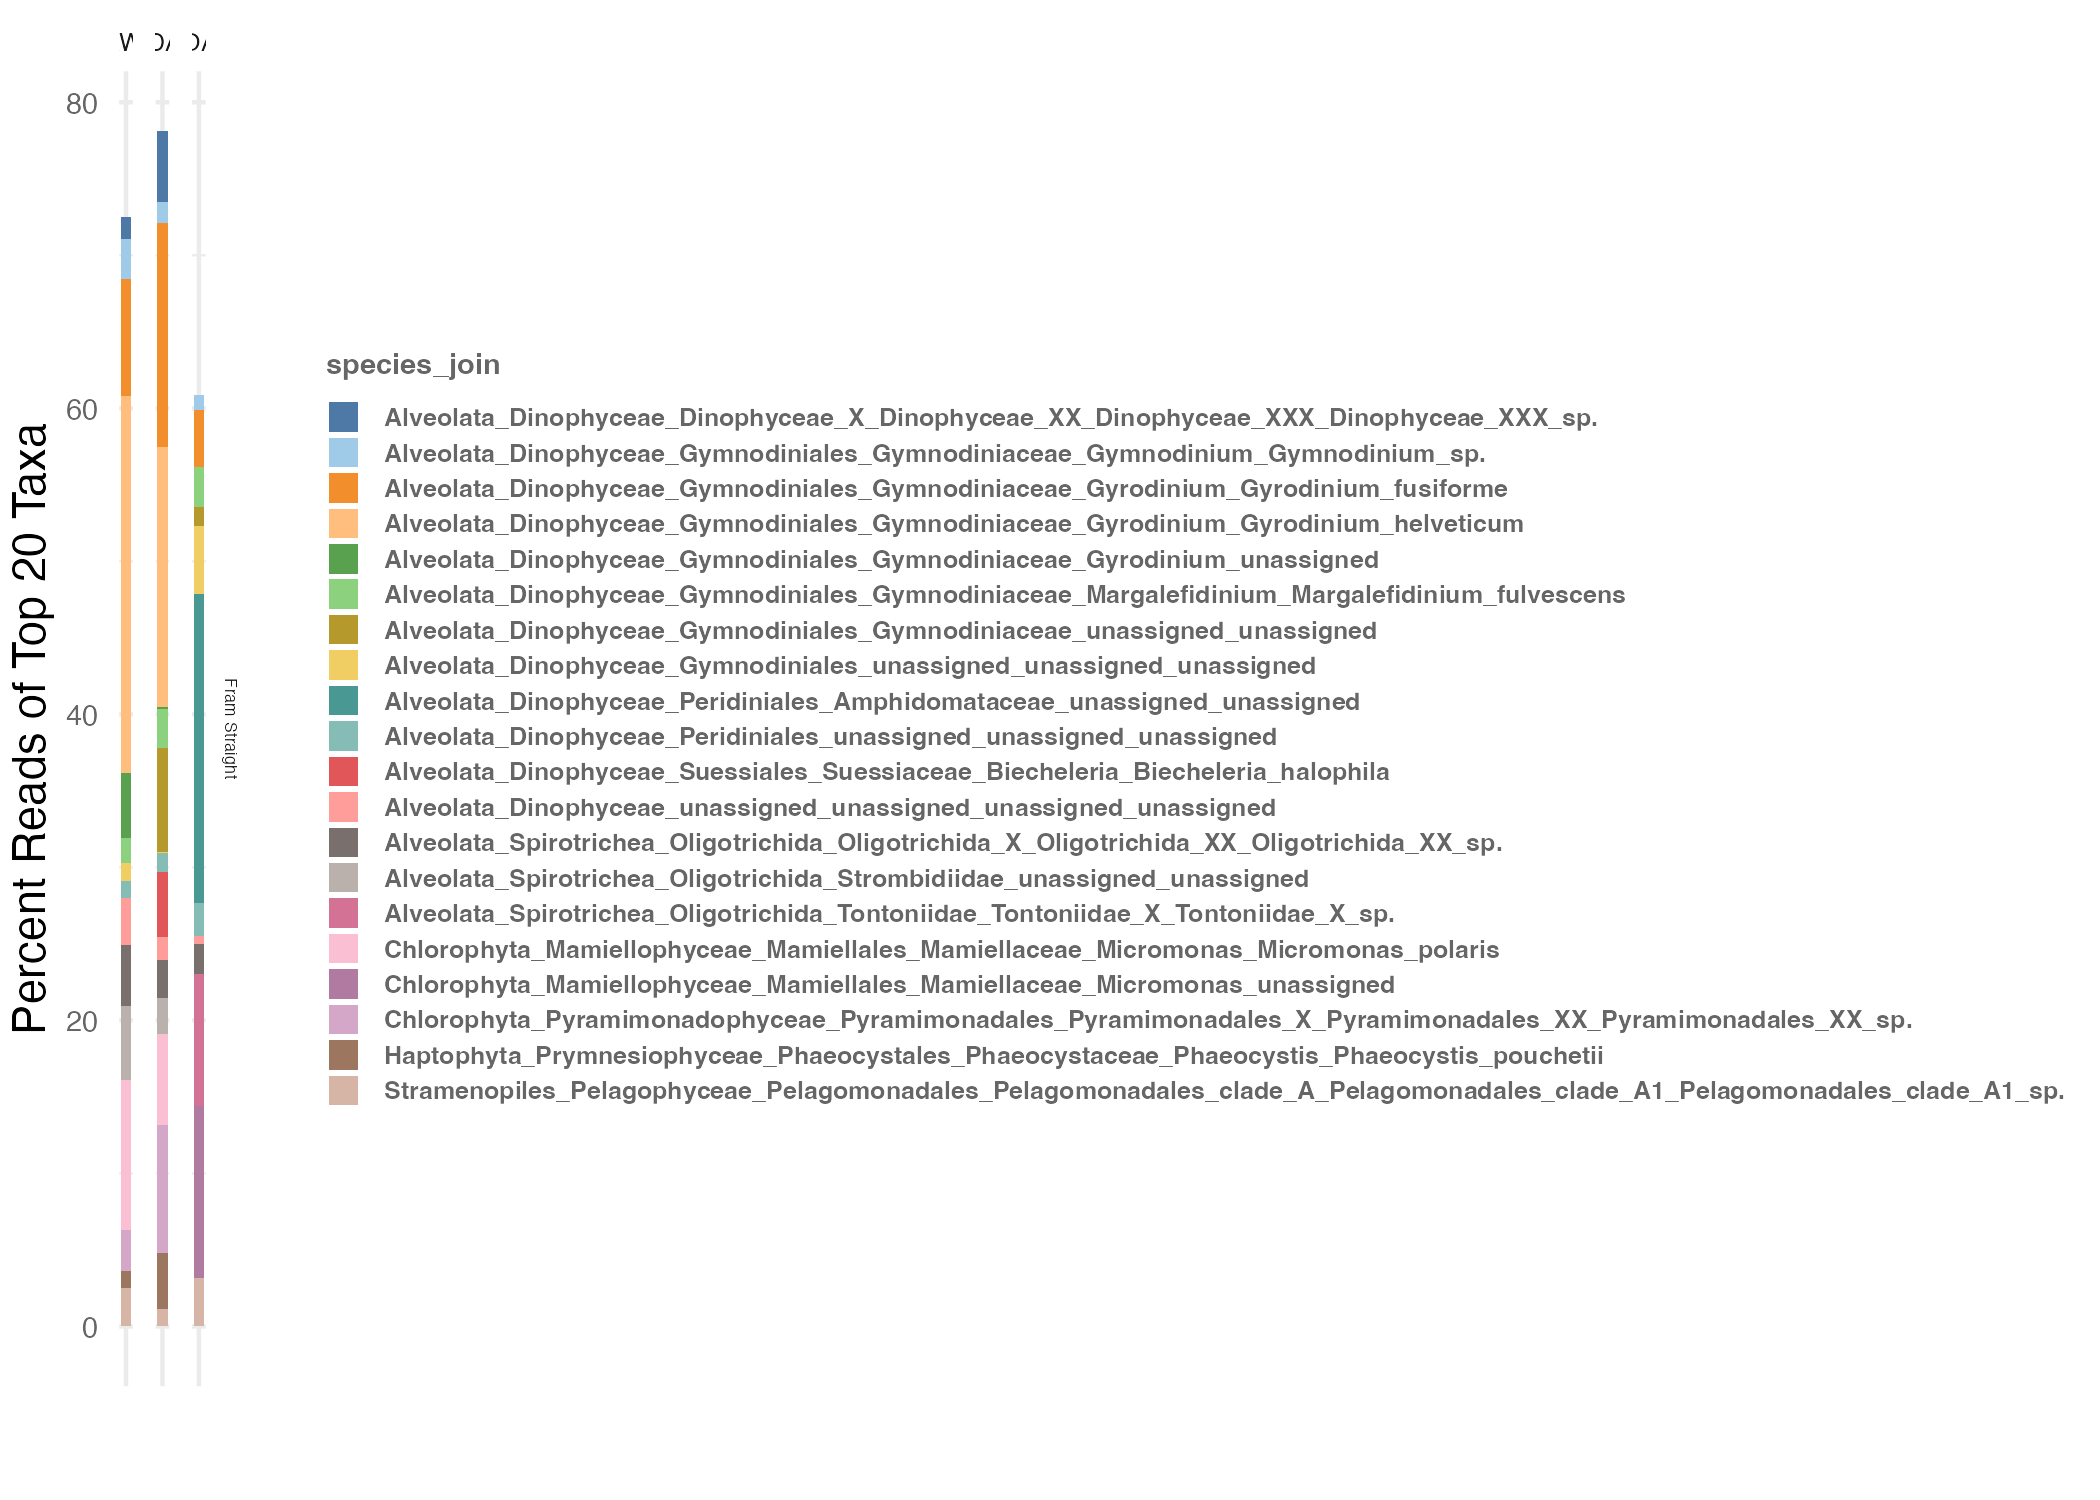 W
80
60
40
20
0
Percent Reads of Top 20 Taxa
Fram Straight
species_join
Alveolata_Dinophyceae_Dinophyceae_X_Dinophyceae_XX_Dinophyceae_XXX_Dinophyceae_XXX_sp.
Alveolata_Dinophyceae_Gymnodiniales_Gymnodiniaceae_Gymnodinium_Gymnodinium_sp.
Alveolata_Dinophyceae_Gymnodiniales_Gymnodiniaceae_Gyrodinium_Gyrodinium_fusiforme
Alveolata_Dinophyceae_Gymnodiniales_Gymnodiniaceae_Gyrodinium_Gyrodinium_helveticum
Alveolata_Dinophyceae_Gymnodiniales_Gymnodiniaceae_Gyrodinium_unassigned
Alveolata_Dinophyceae_Gymnodiniales_Gymnodiniaceae_Margalefidinium_Margalefidinium_fulvescens
Alveolata_Dinophyceae_Gymnodiniales_Gymnodiniaceae_unassigned_unassigned
Alveolata_Dinophyceae_Gymnodiniales_unassigned_unassigned_unassigned
Alveolata_Dinophyceae_Peridiniales_Amphidomataceae_unassigned_unassigned
Alveolata_Dinophyceae_Peridiniales_unassigned_unassigned_unassigned
Alveolata_Dinophyceae_Suessiales_Suessiaceae_Biecheleria_Biecheleria_halophila
Alveolata_Dinophyceae_unassigned_unassigned_unassigned_unassigned
Alveolata_Spirotrichea_Oligotrichida_Oligotrichida_X_Oligotrichida_XX_Oligotrichida_XX_sp.
Alveolata_Spirotrichea_Oligotrichida_Strombidiidae_unassigned_unassigned
Alveolata_Spirotrichea_Oligotrichida_Tontoniidae_Tontoniidae_X_Tontoniidae_X_sp.
Chlorophyta_Mamiellophyceae_Mamiellales_Mamiellaceae_Micromonas_Micromonas_polaris
Chlorophyta_Mamiellophyceae_Mamiellales_Mamiellaceae_Micromonas_unassigned
Chlorophyta_Pyramimonadophyceae_Pyramimonadales_Pyramimonadales_X_Pyramimonadales_XX_Pyramimonadales_XX_sp.
Haptophyta_Prymnesiophyceae_Phaeocystales_Phaeocystaceae_Phaeocystis_Phaeocystis_pouchetii
Stramenopiles_Pelagophyceae_Pelagomonadales_Pelagomonadales_clade_A_Pelagomonadales_clade_A1_Pelagomonadales_clade_A1_sp.